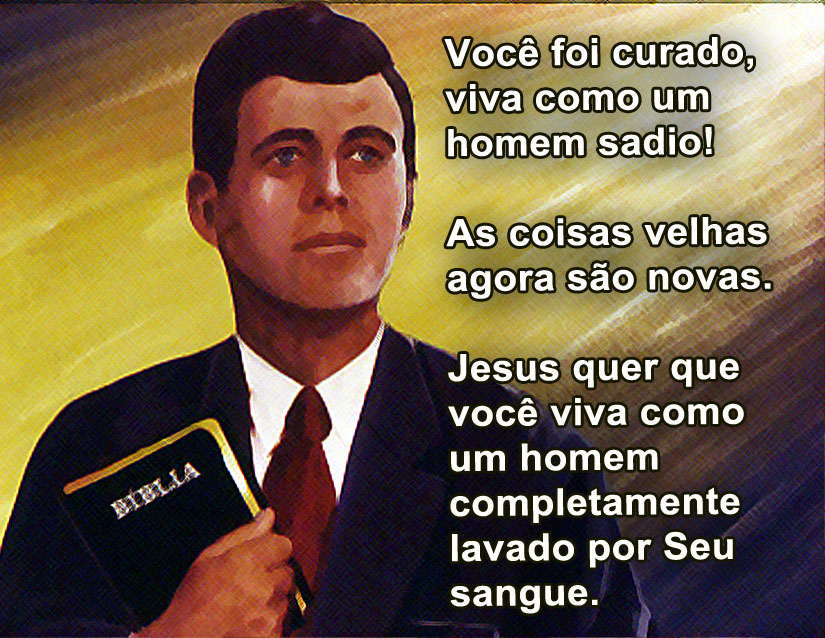 Você foi curado,
viva como um
homem sadio!
As coisas velhas
agora são novas.
Jesus quer que
você viva como
um homem
completamente
lavado por Seu
sangue.
BÍBLIA